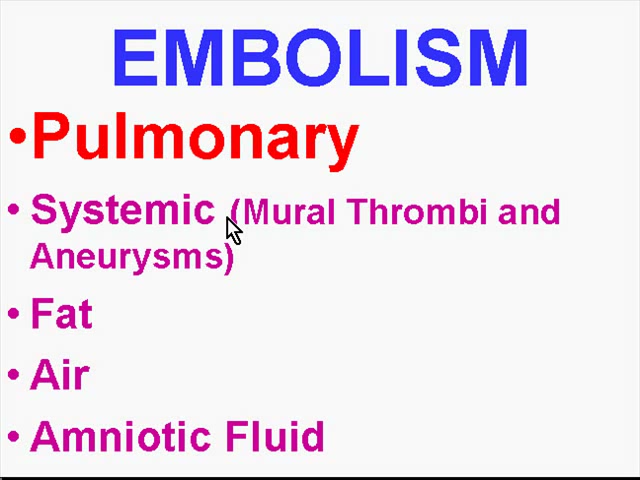 EMBOLISM
•Pulmonary
• Systemic (Mural Thrombi and
Aneurysms)
• Fat
• Air
• Amniotic Fluid